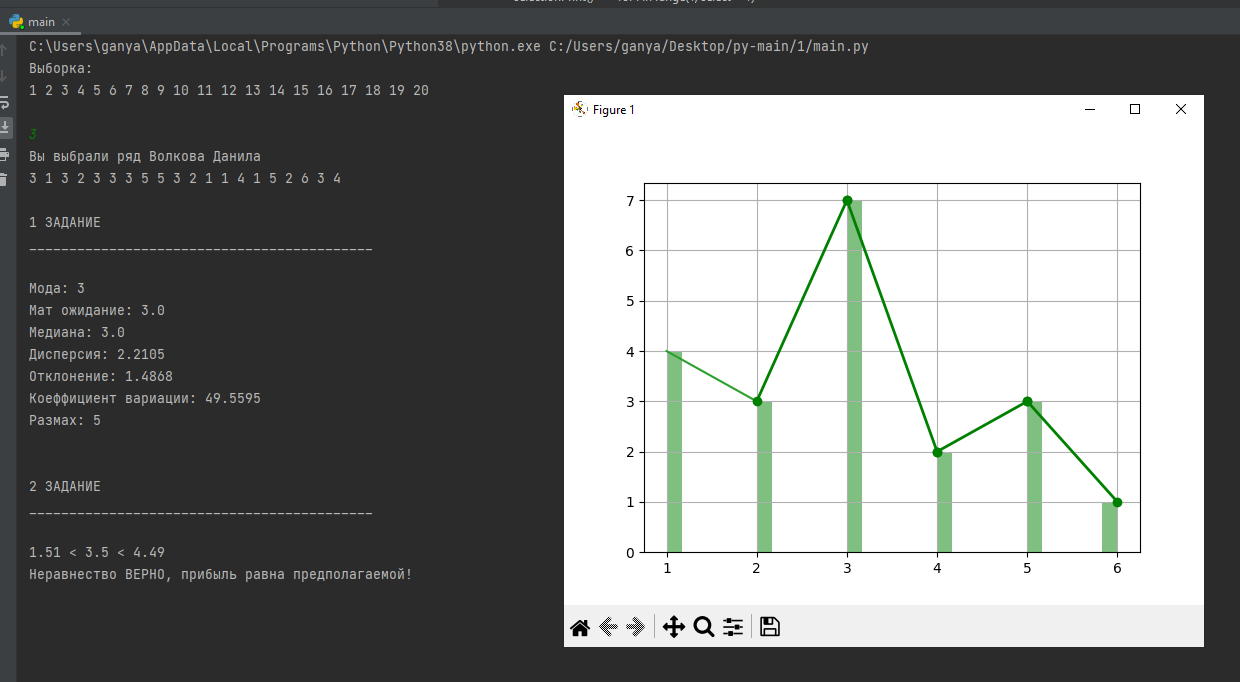 main
C:\Users\ganya\AppData\Local\Programs\Python\Python38\python.exe C:/Users/ganya/Desktop/py-main/1/main.py
Выборка:
1 2 3 4 5 6 7 8 9 10 11 12 13 14 15 16 17 18 19 20
3
Вы выбрали ряд Волкова Данила
3 1 3 2 3 3 3 5 5 3 2 1 1 4 1 5 2 6 3 4
1 ЗАДАНИЕ
___________________________________________
Мода: 3
Мат ожидание: 3.0
Медиана: 3.0
Дисперсия: 2.2105
Отклонение: 1.4868
Коеффициент вариации: 49.5595
Размах: 5
2 ЗАДАНИЕ
___________________________________________
1.51 < 3.5 < 4.49
Неравенство ВЕРНО, прибыль равна предполагаемой!
Figure 1
7
6
5
4
3
2
1
0
1 2 3 4 5 6